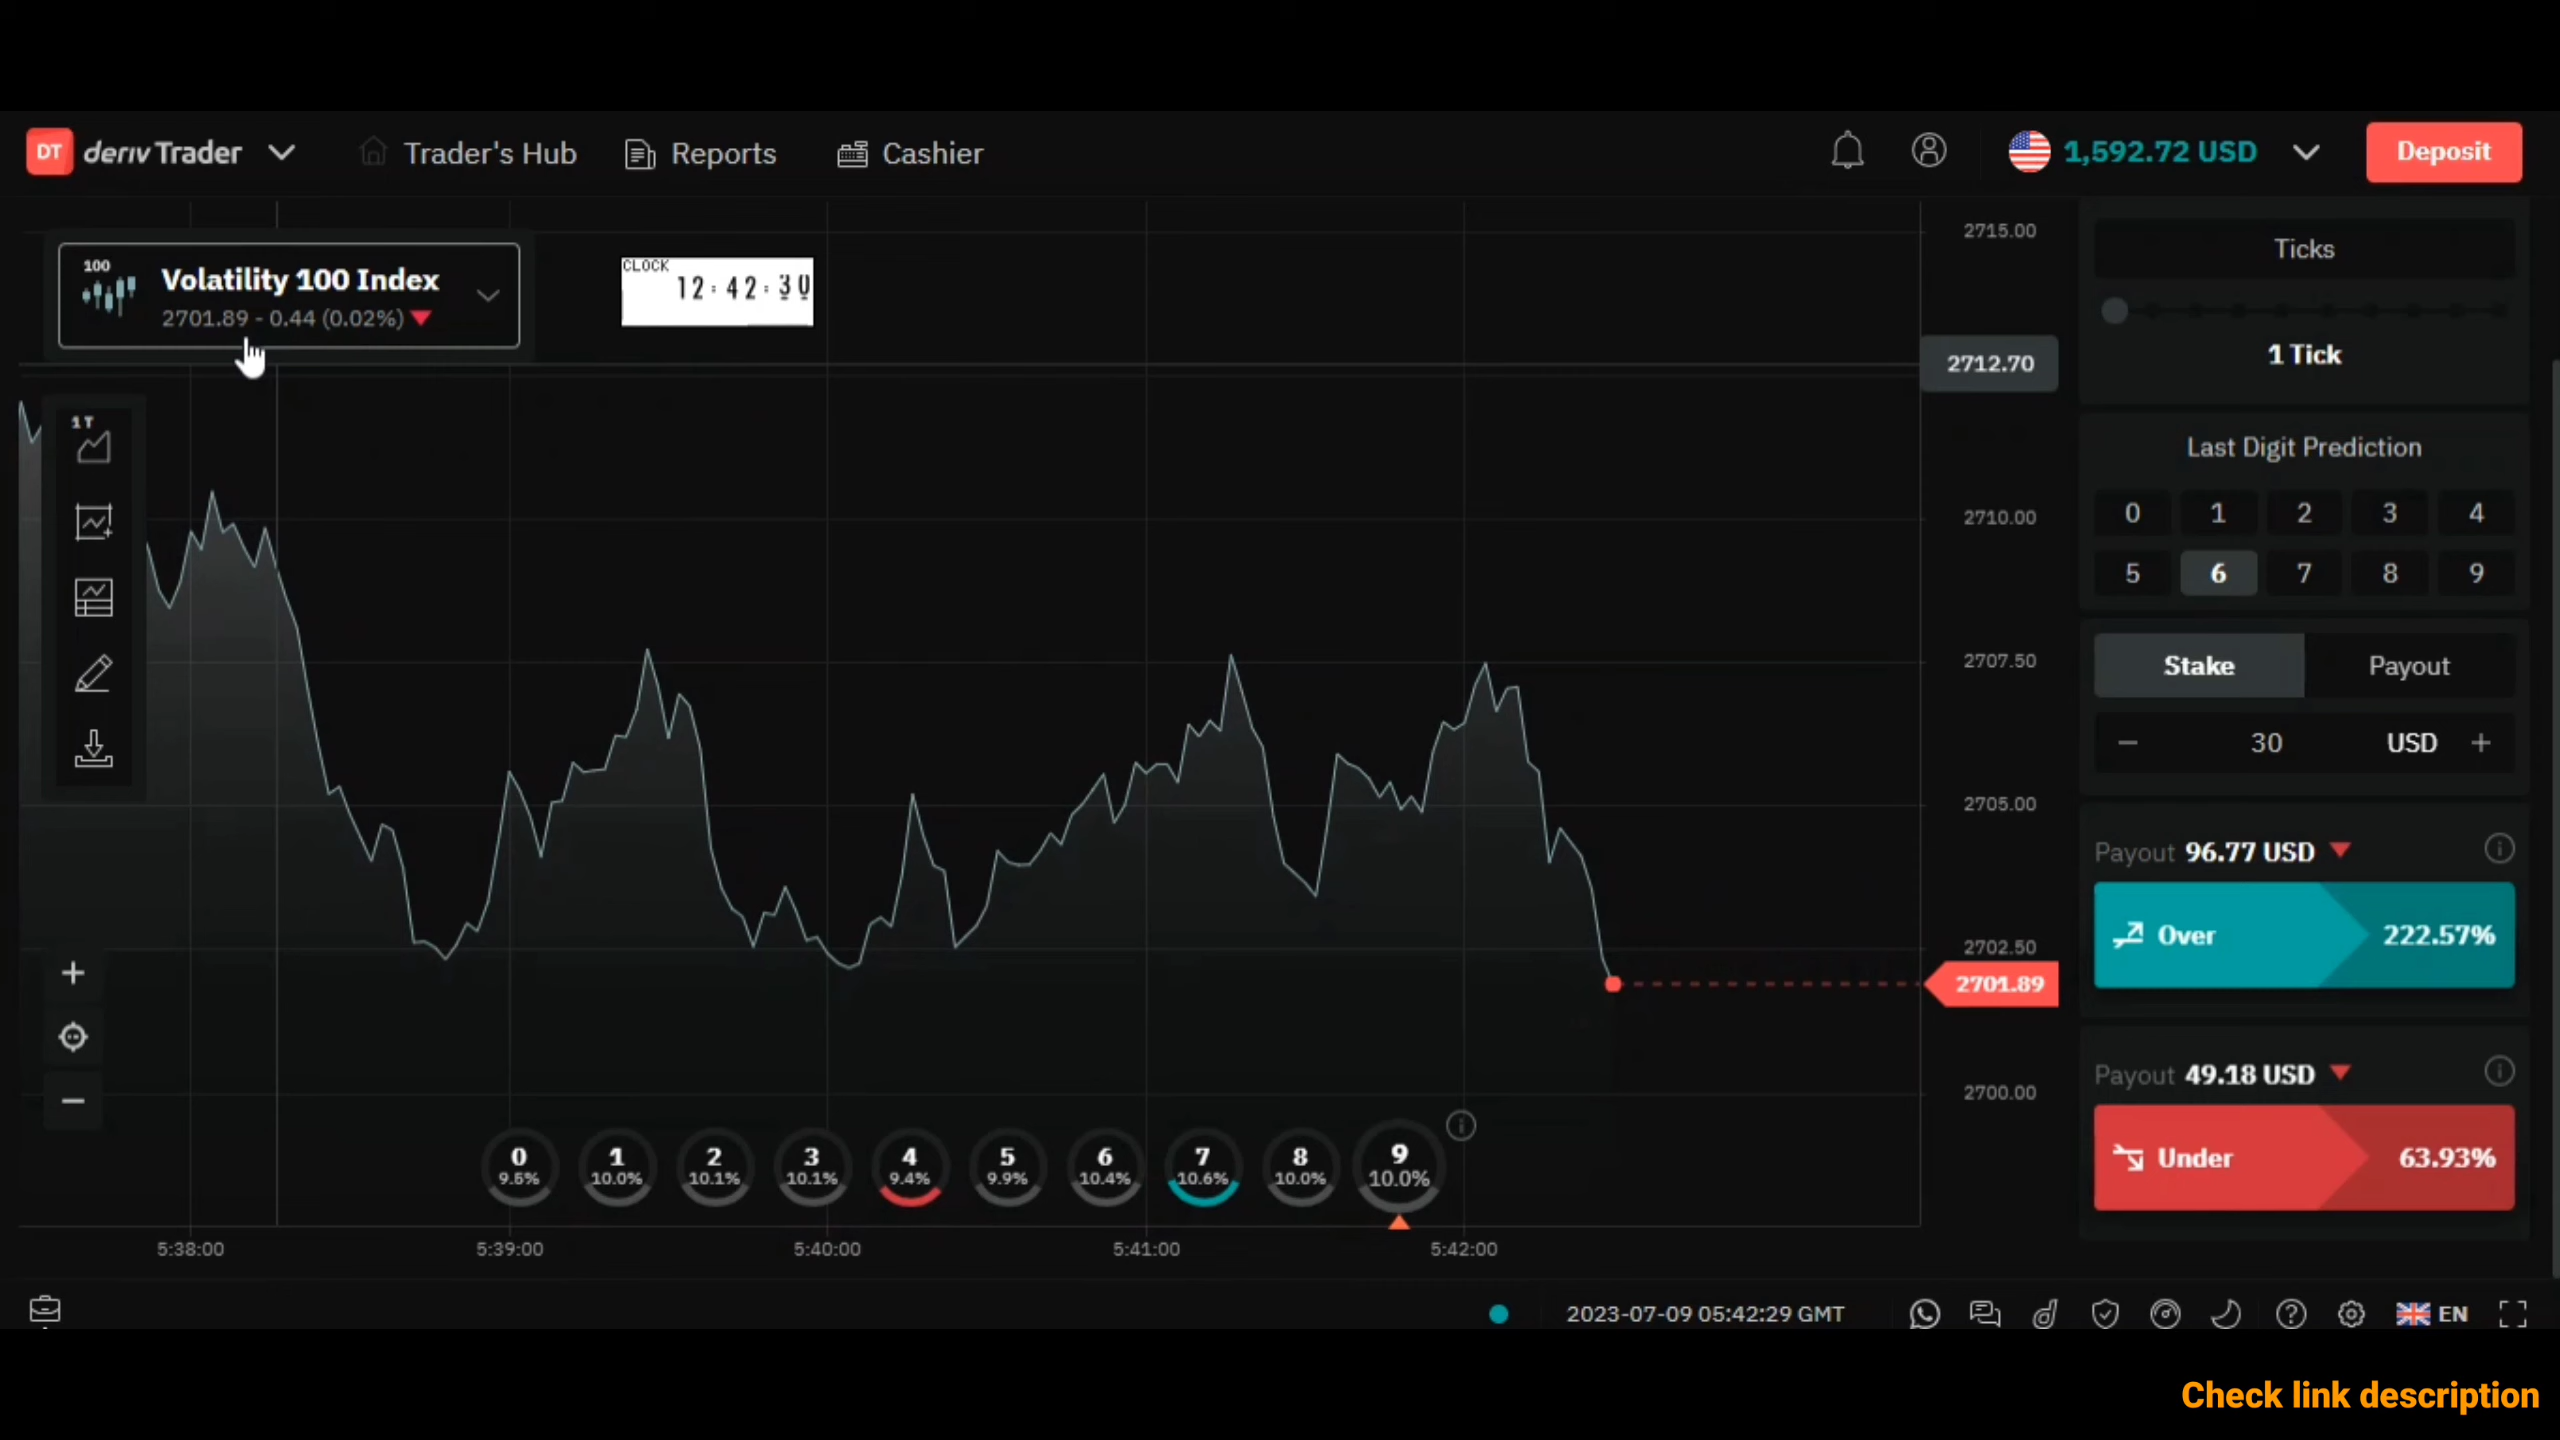 DT deriv Trader Trader's Hub Reports Cashier 1,592.72 USD Deposit
100
Volatility 100 Index
2701.89 - 0.44 (0.02%)
CLOCK
12:42:30
1T
2715.00
2712.70
2710.00
2707.50
2705.00
2702.50
2701.89
2700.00
Ticks
1 Tick
Last Digit Prediction
0 1 2 3 4
5 6 7 8 9
Stake Payout
− 30 USD +
Payout 96.77 USD
Over 222.57%
Payout 49.18 USD
Under 63.93%
0 1 2 3 4 5 6 7 8 9
9.5% 10.0% 10.1% 10.1% 9.4% 9.9% 10.4% 10.6% 10.0% 10.0%
5:38:00 5:39:00 5:40:00 5:41:00 5:42:00
2023-07-09 05:42:29 GMT EN
Check link description